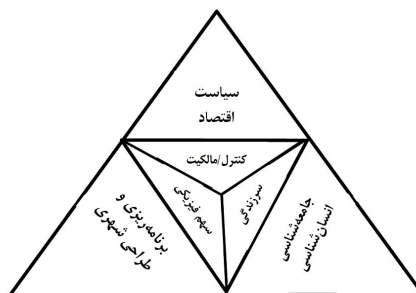 سیاست
اقتصاد
کنترل/مالکیت
سرزندگی
سهم فیزیکی
جامعه‌شناسی
انسان‌شناسی
برنامه‌ریزی و
طراحی شهری